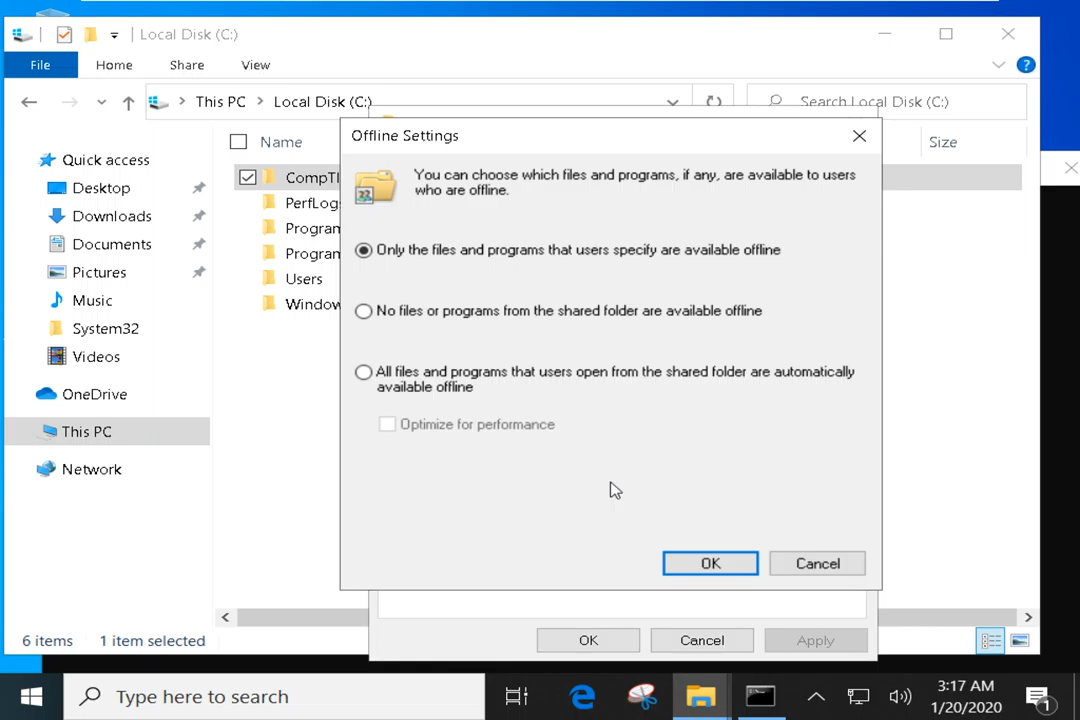 Local Disk (C:)
File
Home
Share
View
This PC > Local Disk (C:)
Search Local Disk (C:)
Name
Size
Quick access
Desktop
Downloads
Documents
Pictures
Music
System32
Videos
OneDrive
This PC
Network
CompTI
PerfLogs
Program
Program
Users
Window
Offline Settings
You can choose which files and programs, if any, are available to users
who are offline.
Only the files and programs that users specify are available offline
No files or programs from the shared folder are available offline
All files and programs that users open from the shared folder are automatically
available offline
Optimize for performance
OK
Cancel
OK
Cancel
Apply
6 items
1 item selected
Type here to search
3:17 AM
1/20/2020
1